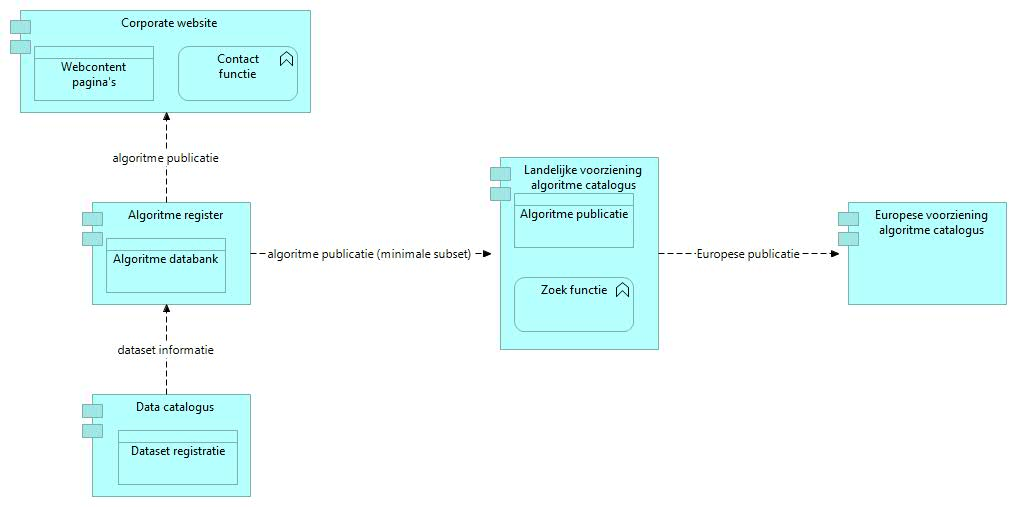 Corporate website
Webcontent
pagina's
Contact
functie
algoritme publicatie
Landelijke voorziening
algoritme catalogus
Algoritme publicatie
Algoritme register
Algoritme databank
algoritme publicatie (minimale subset)
Europese publicatie
Europese voorziening
algoritme catalogus
Zoek functie
dataset informatie
Data catalogus
Dataset registratie